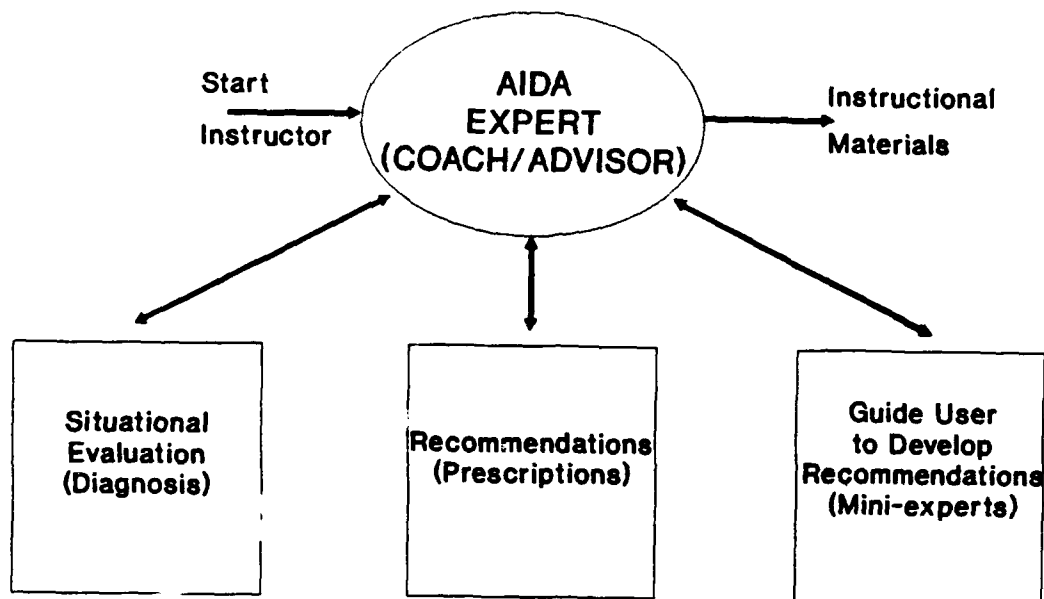 Start
Instructor
AIDA
EXPERT
(COACH/ADVISOR)
Instructional
Materials
Situational
Evaluation
(Diagnosis)
Recommendations
(Prescriptions)
Guide User
to Develop
Recommendations
(Mini-experts)